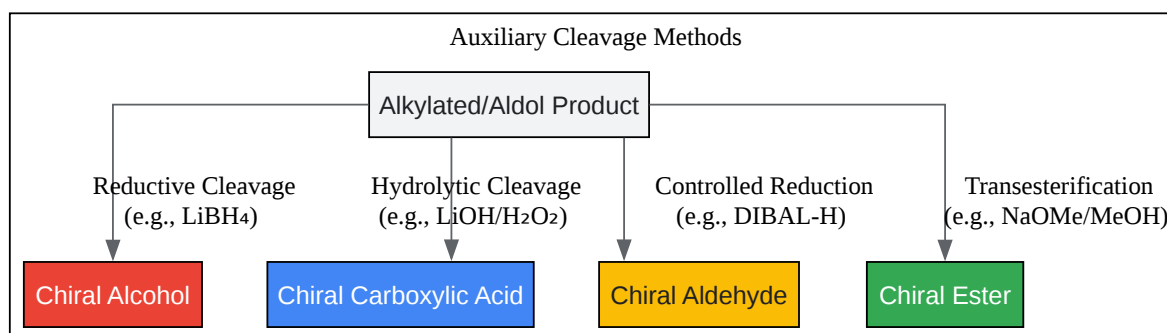 Auxiliary Cleavage Methods
Alkylated/Aldol Product
Reductive Cleavage
(e.g., LiBH₄)
Hydrolytic Cleavage
(e.g., LiOH/H₂O₂)
Controlled Reduction
(e.g., DIBAL-H)
Transesterification
(e.g., NaOMe/MeOH)
Chiral Alcohol
Chiral Carboxylic Acid
Chiral Aldehyde
Chiral Ester